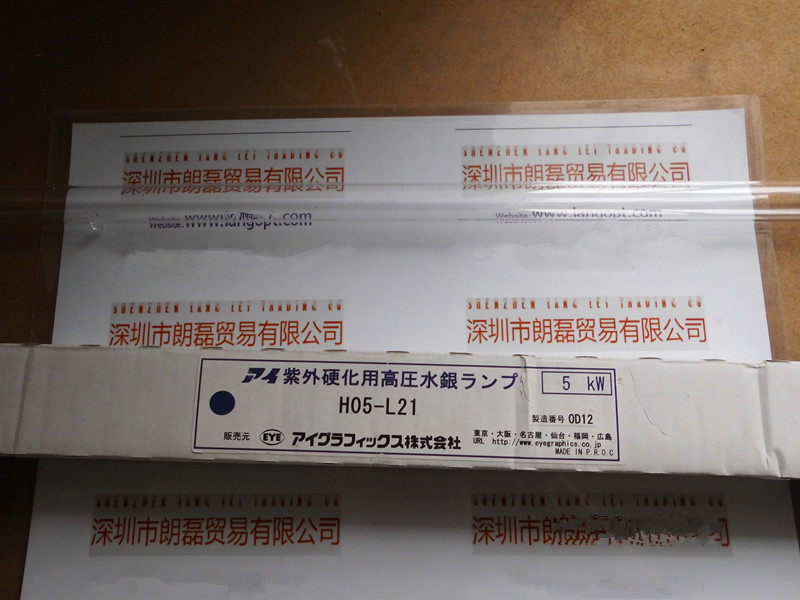 SHENZHEN LANG LEI TRADING CO
深圳市朗磊贸易有限公司
website:www.langopt.com
SHENZHEN LANG LEI TRADING CO
深圳市朗磊贸易有限公司
website:www.langopt.com
SHENZHEN LANG LEI TRADING CO
深圳市朗磊贸易有限公司
SHENZHEN LANG LEI TRADING CO
深圳市朗磊贸易有限公司
アイ 紫外硬化用高圧水銀ランプ 5 kW
H05-L21
製造番号 0D12
販売元 EYE アイグラフィックス株式会社
東京・大阪・名古屋・仙台・福岡・広島
URL http://www.eyegraphics.co.jp
MADE IN P.R.O.C
SHENZHEN LANG LEI TRADING CO
深圳市朗磊贸易有限公司
SHENZHEN LANG LEI TRADING CO
深圳市朗
公司